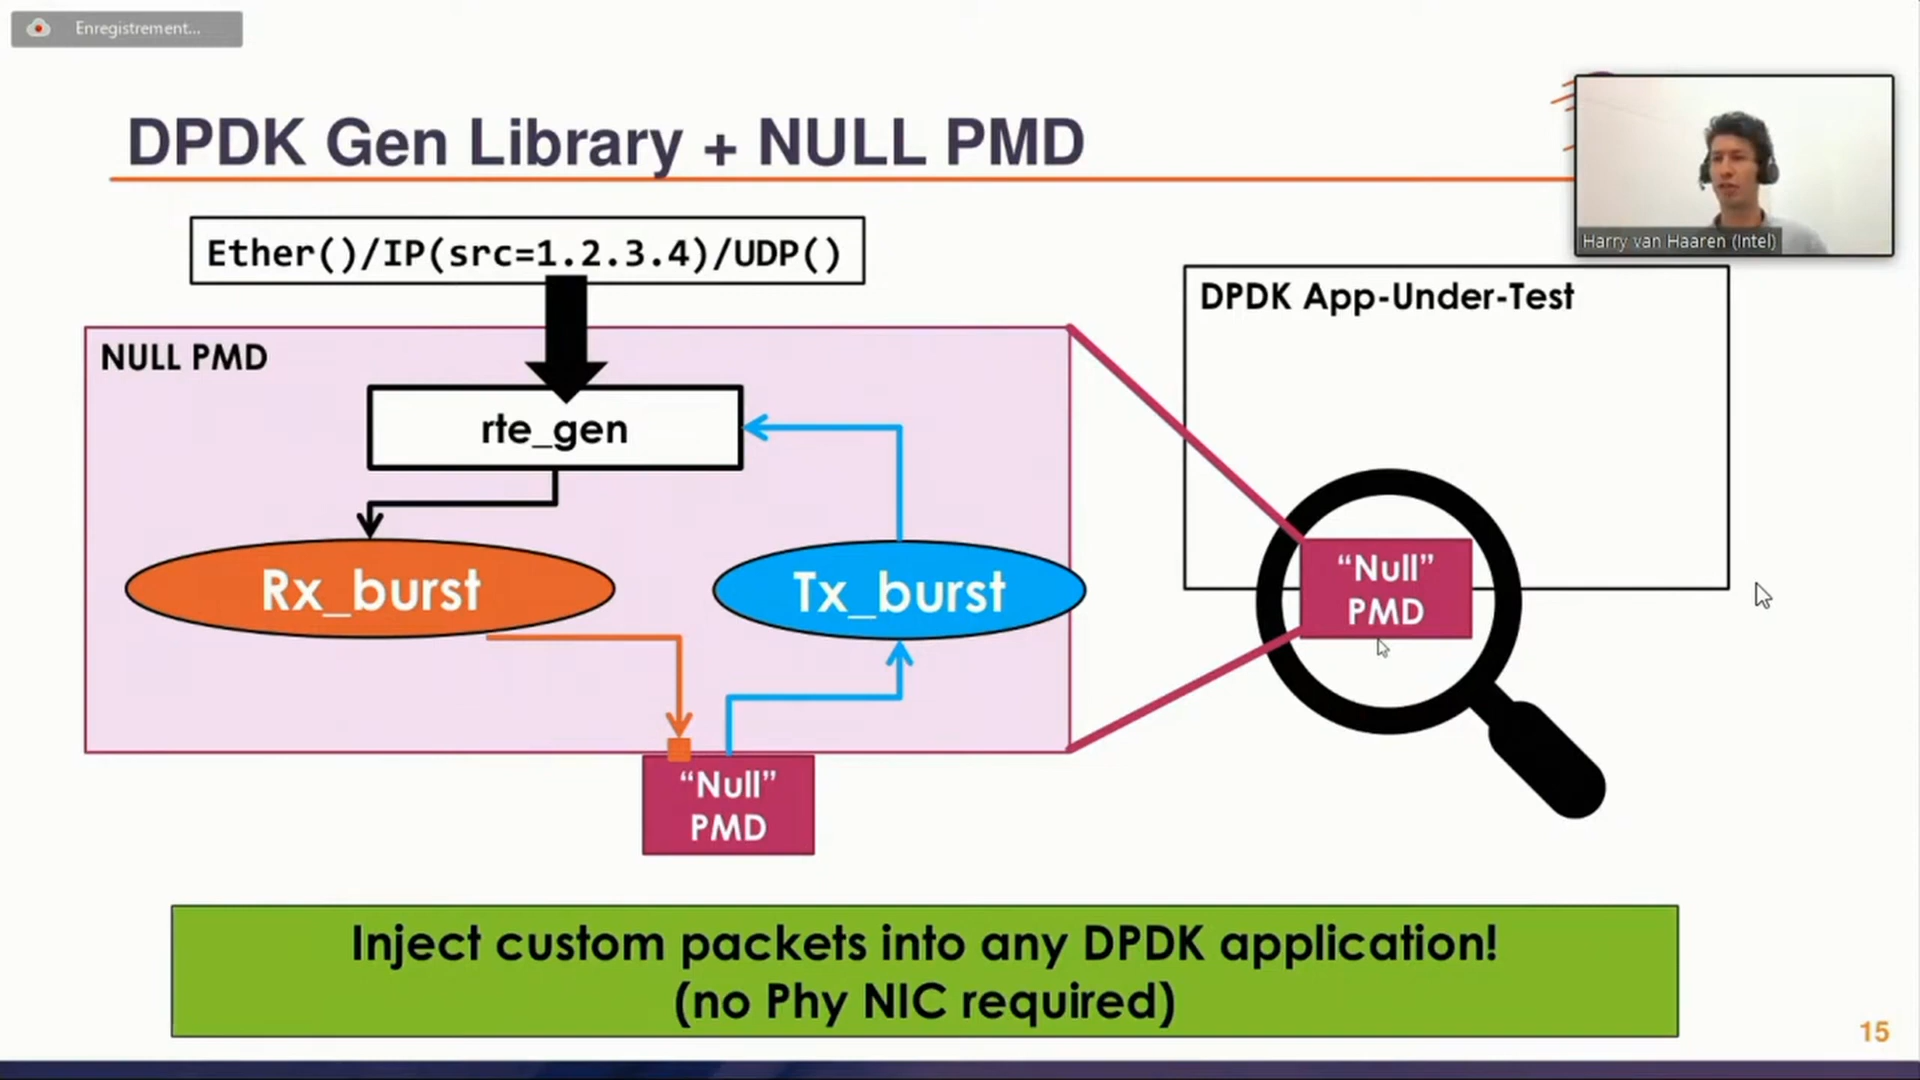 Enregistrement...
DPDK Gen Library + NULL PMD
Harry van Haaren (Intel)
Ether()/IP(src=1.2.3.4)/UDP()
DPDK App-Under-Test
NULL PMD
rte_gen
Rx_burst
Tx_burst
“Null”
PMD
“Null”
PMD
Inject custom packets into any DPDK application!
(no Phy NIC required)
15